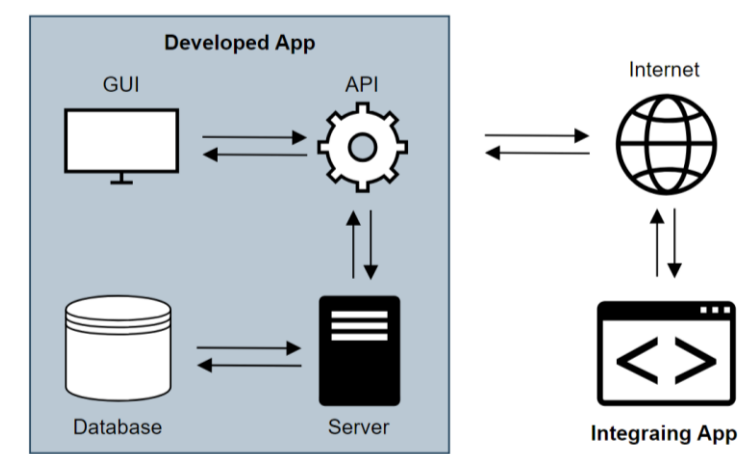 Developed App
GUI
API
Internet
Database
Server
Integraing App